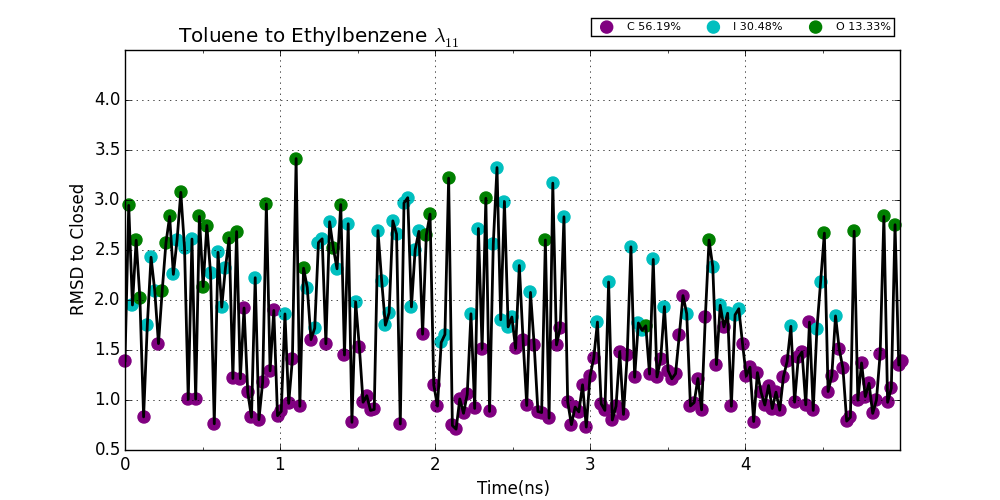 Toluene to Ethylbenzene λ₁₁
C 56.19% I 30.48% O 13.33%
RMSD to Closed
4.0
3.5
3.0
2.5
2.0
1.5
1.0
0.5
0 1 2 3 4
Time(ns)